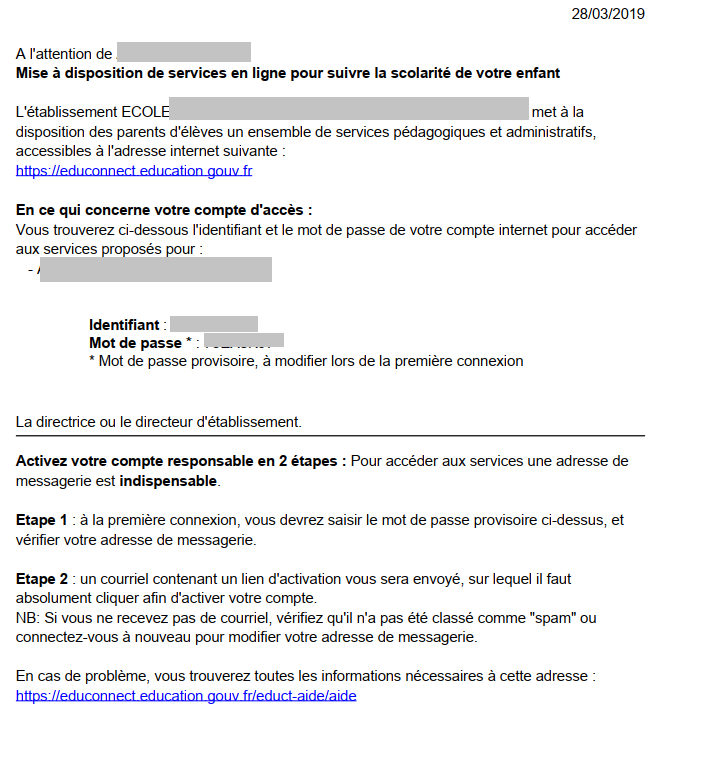 28/03/2019
A l'attention de
Mise à disposition de services en ligne pour suivre la scolarité de votre enfant
L'établissement ECOLE met à la
disposition des parents d'élèves un ensemble de services pédagogiques et administratifs,
accessibles à l'adresse internet suivante :
https://educonnect.education.gouv.fr
En ce qui concerne votre compte d'accès :
Vous trouverez ci-dessous l'identifiant et le mot de passe de votre compte internet pour accéder
aux services proposés pour :
-
Identifiant :
Mot de passe * :
* Mot de passe provisoire, à modifier lors de la première connexion
La directrice ou le directeur d'établissement.
Activez votre compte responsable en 2 étapes : Pour accéder aux services une adresse de
messagerie est indispensable.
Etape 1 : à la première connexion, vous devrez saisir le mot de passe provisoire ci-dessus, et
vérifier votre adresse de messagerie.
Etape 2 : un courriel contenant un lien d'activation vous sera envoyé, sur lequel il faut
absolument cliquer afin d'activer votre compte.
NB: Si vous ne recevez pas de courriel, vérifiez qu'il n'a pas été classé comme "spam" ou
connectez-vous à nouveau pour modifier votre adresse de messagerie.
En cas de problème, vous trouverez toutes les informations nécessaires à cette adresse :
https://educonnect.education.gouv.fr/educt-aide/aide